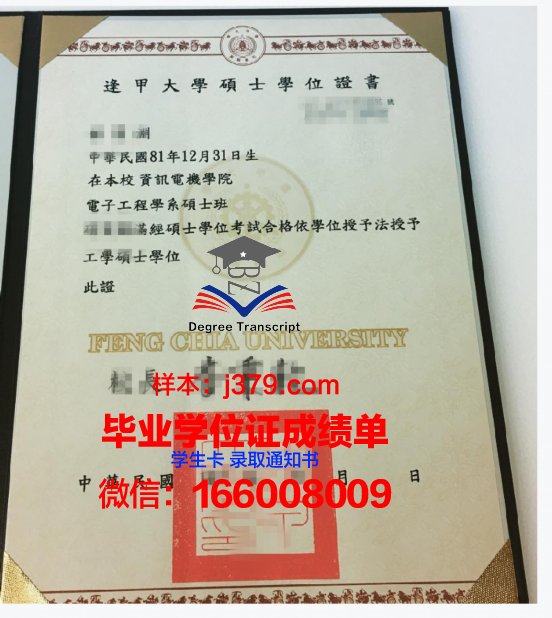 逢甲大學碩士學位證書
號
中華民國81年12月31日生
在本校 資訊電機學院
電子工程學系碩士班
滿經碩士學位考試合格依學位授予法授予
工學碩士學位
此證
Degree Transcript
FENG CHIA UNIVERSITY
校長
样本：j379.com
毕业学位证成绩单
学生卡 录取通知书
中華民國 月 日
微信：166008009